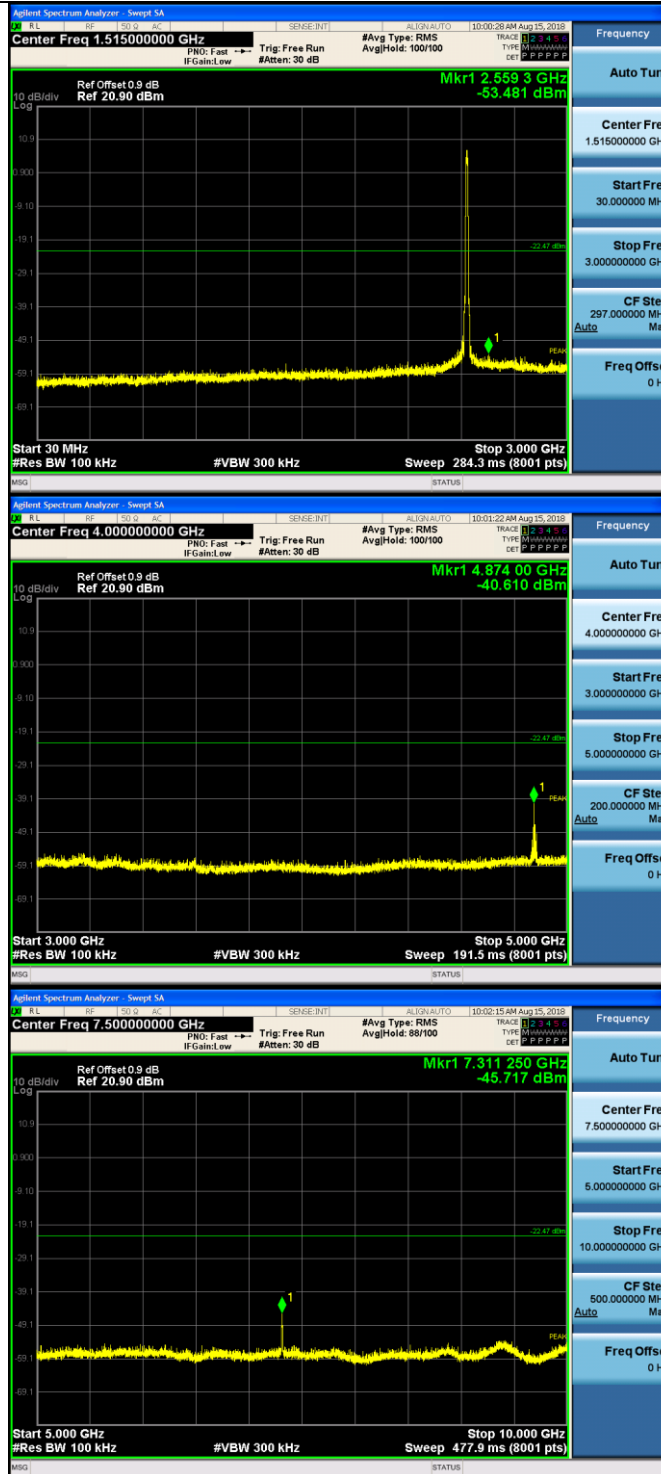 Agilent Spectrum Analyzer - Swept SA
RL RF 50 Ω AC SENSE:INT ALIGNAUTO 10:00:28 AM Aug 15, 2018
Center Freq 1.515000000 GHz #Avg Type: RMS TRACE 1 2 3 4 5 6 Frequency
PNO: Fast Trig: Free Run Avg|Hold: 100/100 TYPE M WWWWW
IFGain:Low #Atten: 30 dB DET P P P P P P
Auto Tun
Mkr1 2.559 3 GHz
Ref Offset 0.9 dB
10 dB/div Ref 20.90 dBm -53.481 dBm
Log
Center Fre
1.515000000 GH
10.9
0.900
Start Fre
30.000000 MH
-9.10
-19.1
-22.47 dBm
Stop Fre
3.000000000 GH
-29.1
-39.1
CF Ste
297.000000 MH
Auto Ma
1
-49.1
PEAK
-59.1
Freq Offse
0 H
-69.1
Start 30 MHz Stop 3.000 GHz
#Res BW 100 kHz #VBW 300 kHz Sweep 284.3 ms (8001 pts)
MSG STATUS
Agilent Spectrum Analyzer - Swept SA
RL RF 50 Ω AC SENSE:INT ALIGNAUTO 10:01:22 AM Aug 15, 2018
Center Freq 4.000000000 GHz #Avg Type: RMS TRACE 1 2 3 4 5 6 Frequency
PNO: Fast Trig: Free Run Avg|Hold: 100/100 TYPE M WWWWW
IFGain:Low #Atten: 30 dB DET P P P P P P
Auto Tun
Mkr1 4.874 00 GHz
Ref Offset 0.9 dB
10 dB/div Ref 20.90 dBm -40.610 dBm
Log
Center Fre
4.000000000 GH
10.9
0.900
Start Fre
3.000000000 GH
-9.10
-19.1
-22.47 dBm
Stop Fre
5.000000000 GH
-29.1
-39.1
1
PEAK
CF Ste
200.000000 MH
Auto Ma
-49.1
-59.1
Freq Offse
0 H
-69.1
Start 3.000 GHz Stop 5.000 GHz
#Res BW 100 kHz #VBW 300 kHz Sweep 191.5 ms (8001 pts)
MSG STATUS
Agilent Spectrum Analyzer - Swept SA
RL RF 50 Ω AC SENSE:INT ALIGNAUTO 10:02:15 AM Aug 15, 2018
Center Freq 7.500000000 GHz #Avg Type: RMS TRACE 1 2 3 4 5 6 Frequency
PNO: Fast Trig: Free Run Avg|Hold: 88/100 TYPE M WWWWW
IFGain:Low #Atten: 30 dB DET P P P P P P
Auto Tun
Mkr1 7.311 250 GHz
Ref Offset 0.9 dB
10 dB/div Ref 20.90 dBm -45.717 dBm
Log
Center Fre
7.500000000 GH
10.9
0.900
Start Fre
5.000000000 GH
-9.10
-19.1
-22.47 dBm
Stop Fre
10.000000000 GH
-29.1
-39.1
1
CF Ste
500.000000 MH
Auto Ma
-49.1
PEAK
-59.1
Freq Offse
0 H
-69.1
Start 5.000 GHz Stop 10.000 GHz
#Res BW 100 kHz #VBW 300 kHz Sweep 477.9 ms (8001 pts)
MSG STATUS